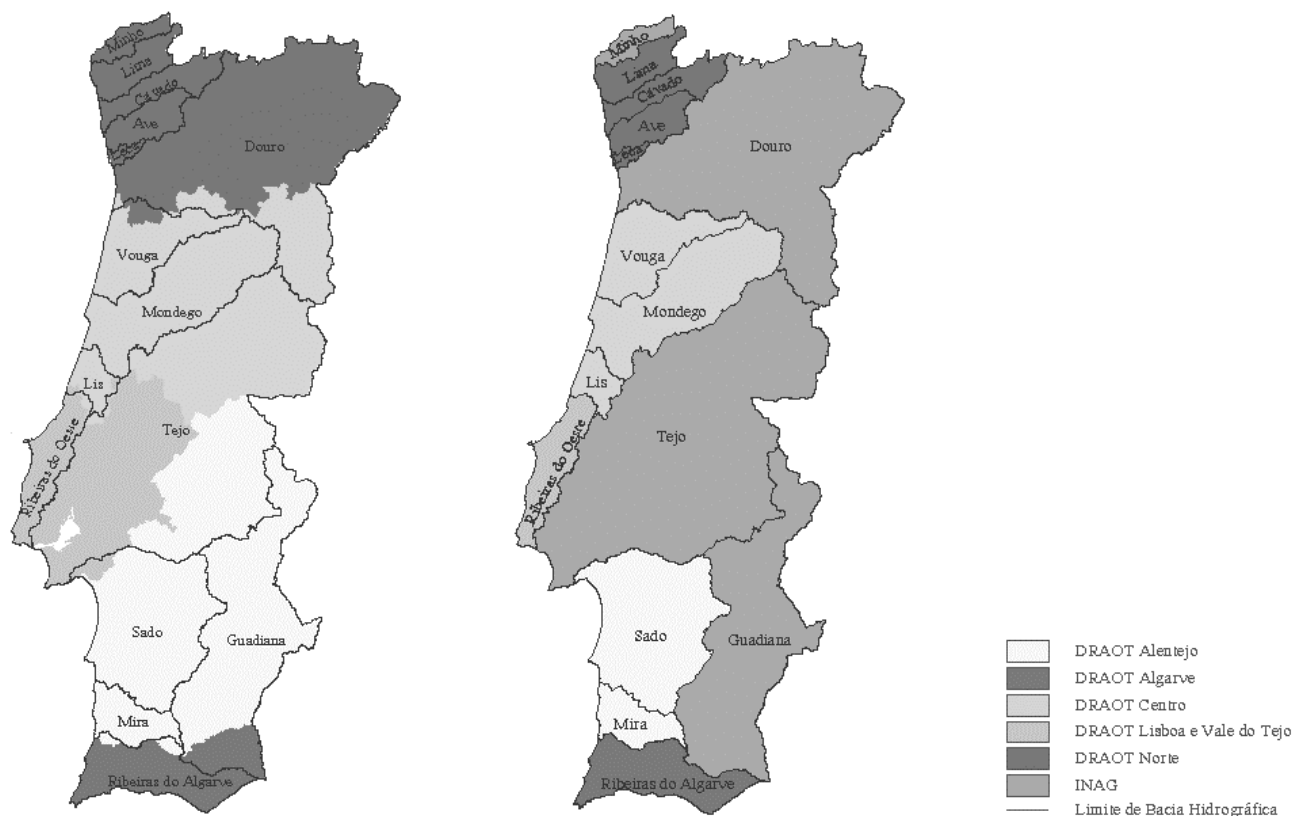 Minho
Lima
Cávado
Ave
Leça
Douro
Vouga
Mondego
Lis
Tejo
Ribeiras do Oeste
Sado
Guadiana
Mira
Ribeiras do Algarve
Minho
Lima
Cávado
Ave
Leça
Douro
Vouga
Mondego
Lis
Tejo
Ribeiras do Oeste
Sado
Guadiana
Mira
Ribeiras do Algarve
DRAOT Alentejo
DRAOT Algarve
DRAOT Centro
DRAOT Lisboa e Vale do Tejo
DRAOT Norte
INAG
Limite de Bacia Hidrográfica